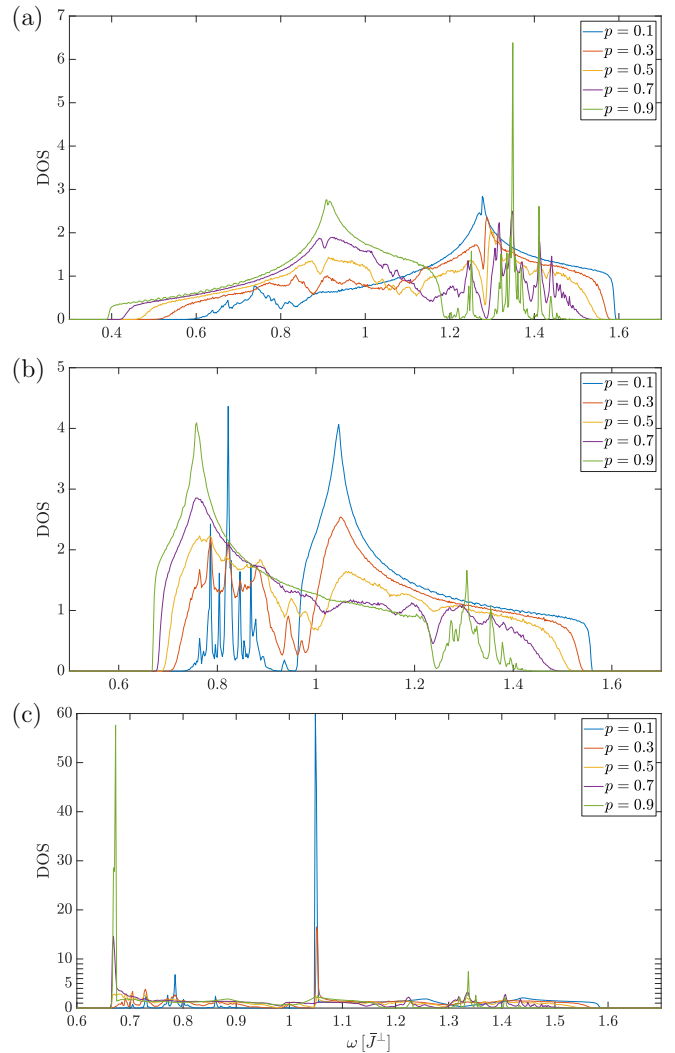 (a)
7
6
5
4
3
2
1
0
DOS
p = 0.1
p = 0.3
p = 0.5
p = 0.7
p = 0.9
0.4 0.6 0.8 1 1.2 1.4 1.6
(b)
5
4
3
2
1
0
DOS
p = 0.1
p = 0.3
p = 0.5
p = 0.7
p = 0.9
0.6 0.8 1 1.2 1.4 1.6
(c)
60
50
40
30
20
10
5
0
DOS
p = 0.1
p = 0.3
p = 0.5
p = 0.7
p = 0.9
0.6 0.7 0.8 0.9 1 1.1 1.2 1.3 1.4 1.5 1.6
ω [J̄⊥]